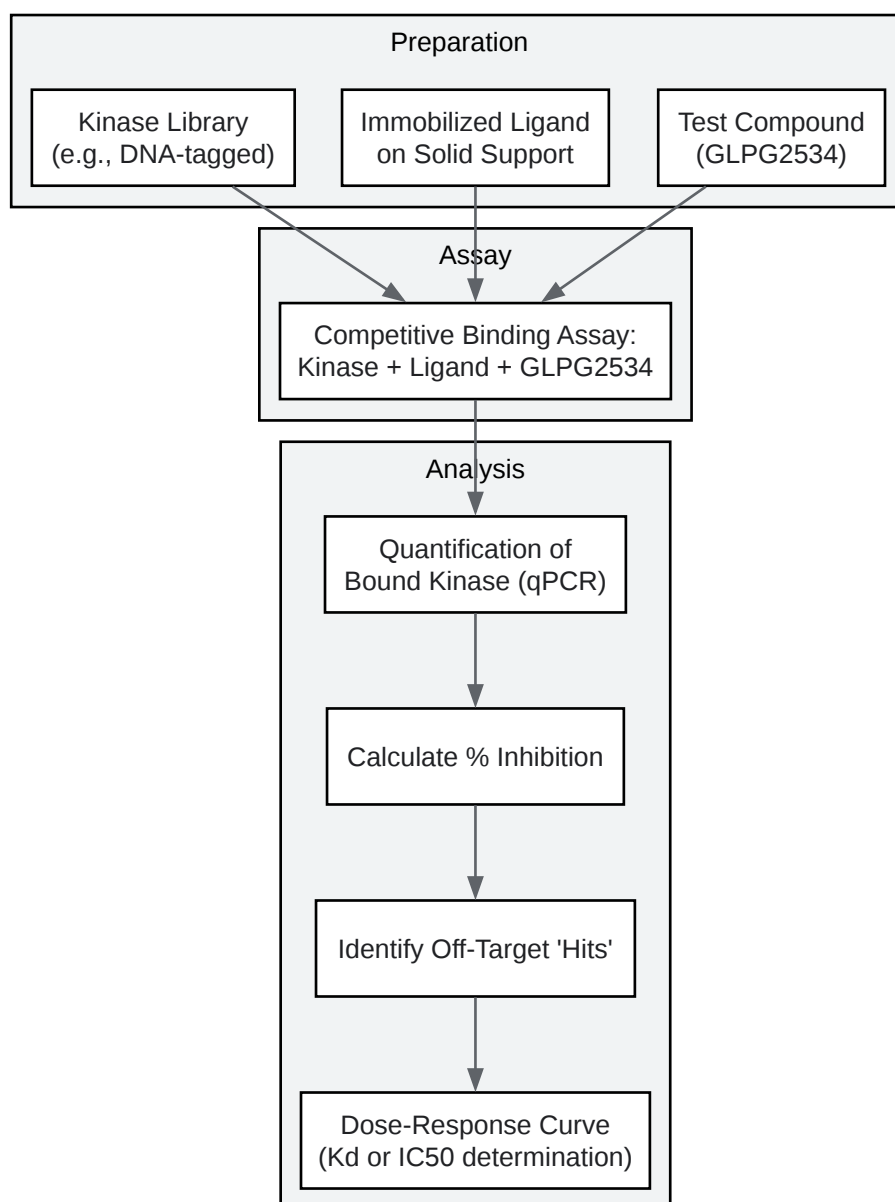 Preparation
Kinase Library
(e.g., DNA-tagged)
Immobilized Ligand
on Solid Support
Test Compound
(GLPG2534)
Assay
Competitive Binding Assay:
Kinase + Ligand + GLPG2534
Analysis
Quantification of
Bound Kinase (qPCR)
Calculate % Inhibition
Identify Off-Target 'Hits'
Dose-Response Curve
(Kd or IC50 determination)